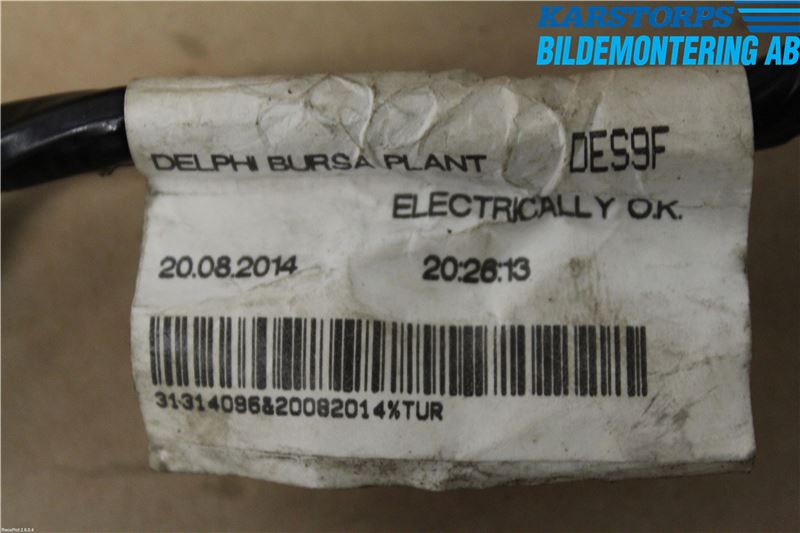 KARSTORPS
BILDEMONTERING AB
DELPHI BURSA PLANT DES9F
ELECTRICALLY O.K.
20.08.2014 20:26:13
31314096&20082014%TUR